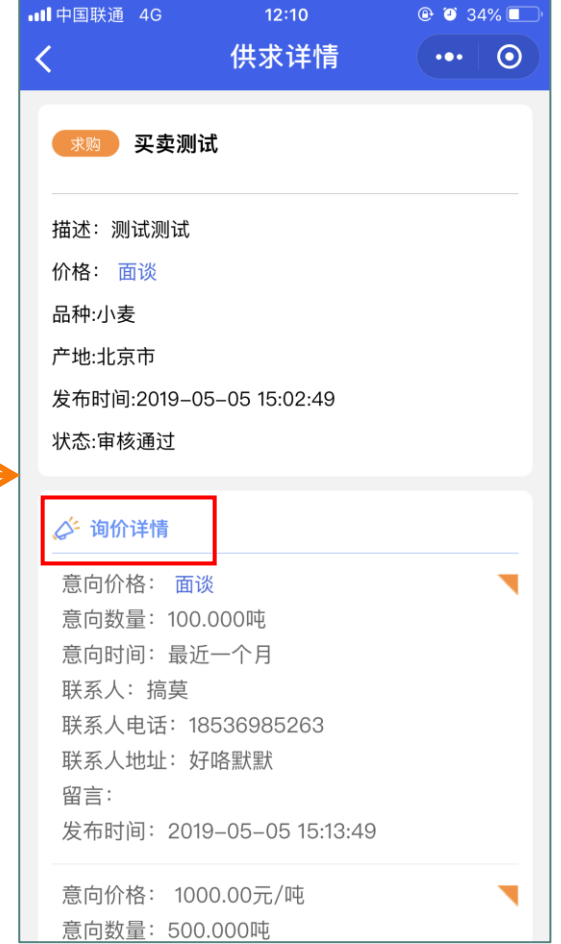 中国联通 4G 12:10 34%
供求详情
求购 买卖测试
描述：测试测试
价格： 面谈
品种:小麦
产地:北京市
发布时间:2019-05-05 15:02:49
状态:审核通过
询价详情
意向价格： 面谈
意向数量：100.000吨
意向时间：最近一个月
联系人：搞莫
联系人电话：18536985263
联系人地址：好咯默默
留言：
发布时间：2019-05-05 15:13:49
意向价格： 1000.00元/吨
意向数量：500.000吨